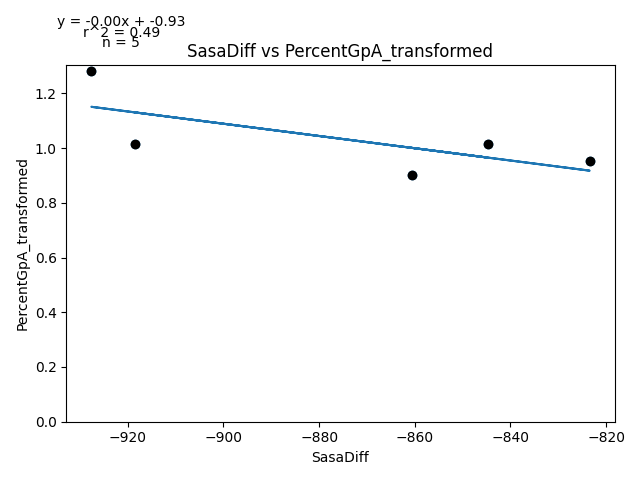 y = -0.00x + -0.93
r^2 = 0.49
n = 5
SasaDiff vs PercentGpA_transformed
1.2
1.0
0.8
0.6
0.4
0.2
0.0
PercentGpA_transformed
−920
−900
−880
−860
−840
−820
SasaDiff